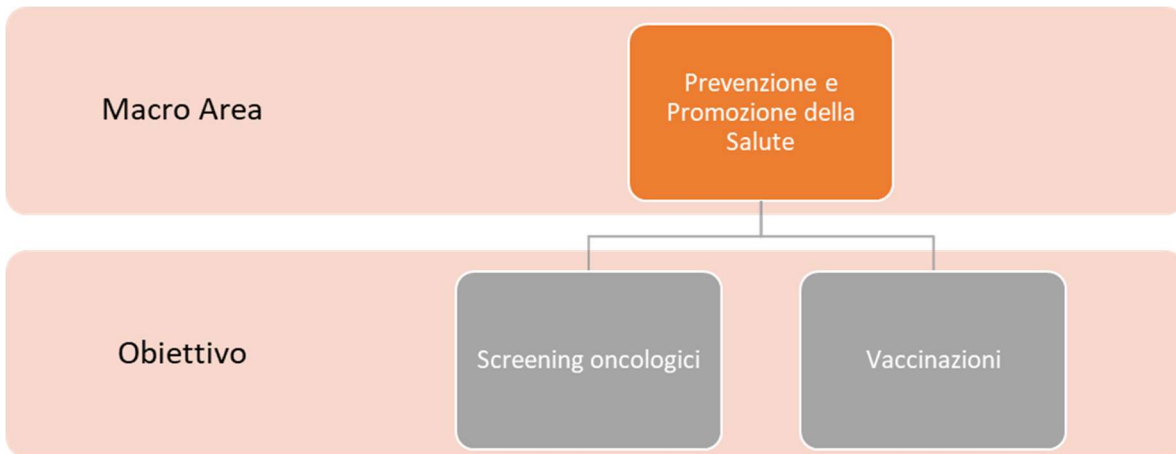 Macro Area
Prevenzione e
Promozione della
Salute
Obiettivo
Screening oncologici
Vaccinazioni